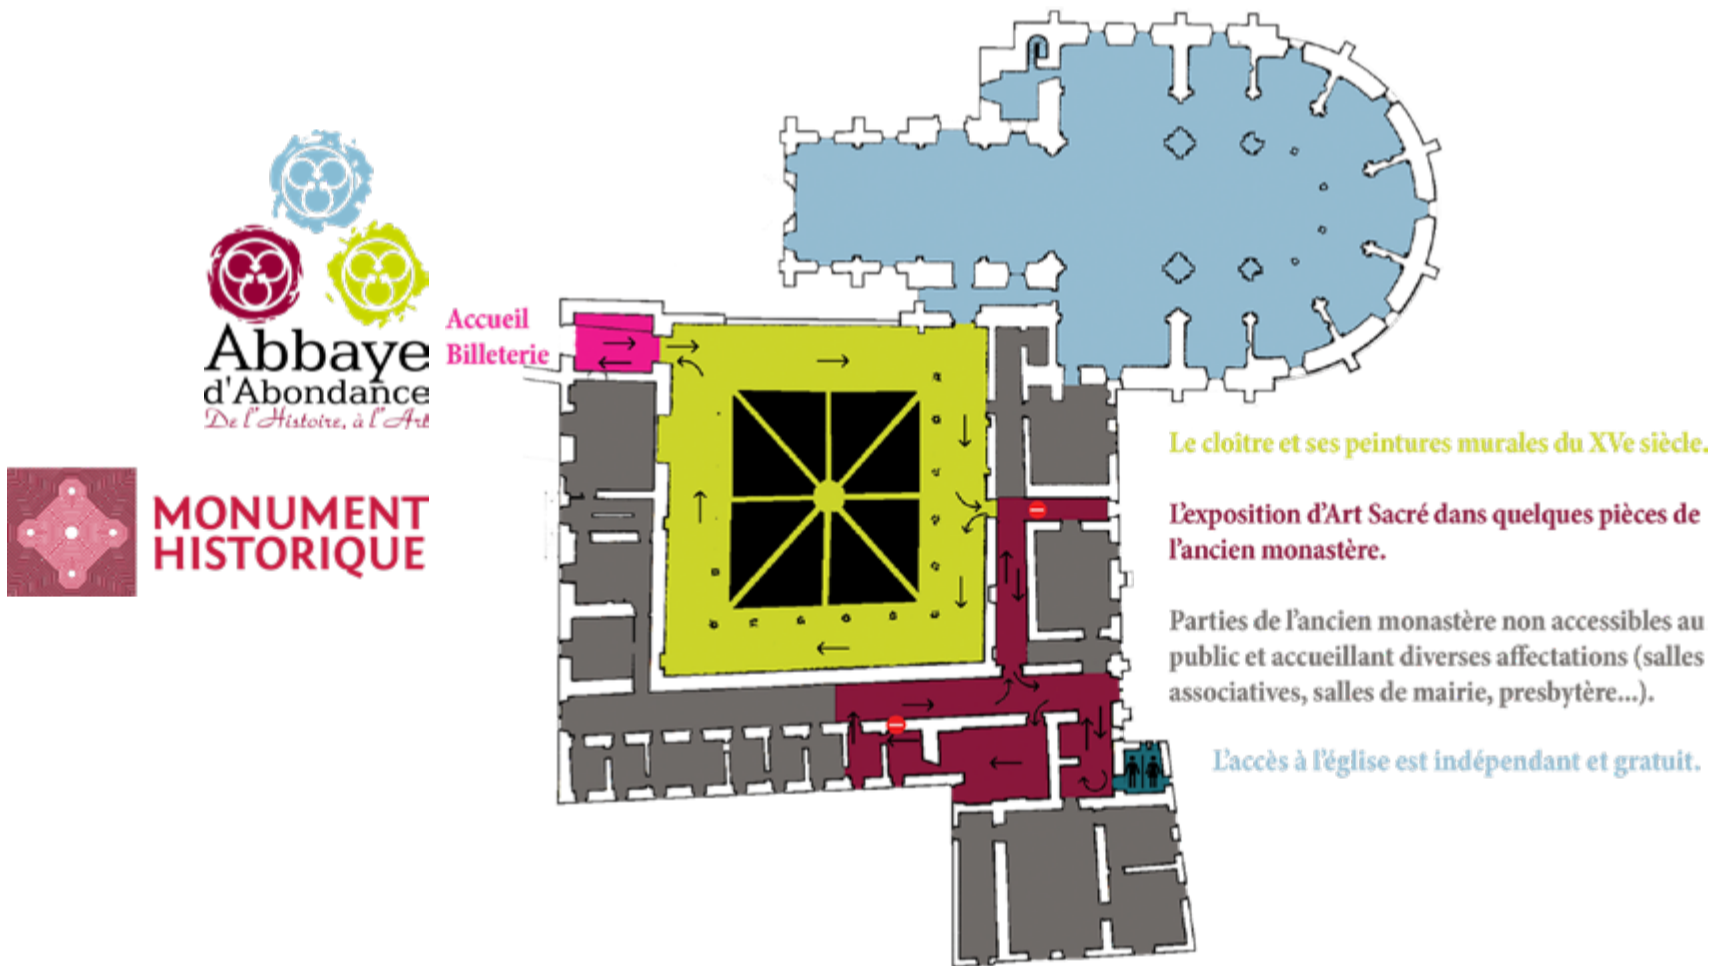 Abbaye
d'Abondance
De l'Histoire, à l'Art
MONUMENT
HISTORIQUE
Accueil
Billeterie
Le cloître et ses peintures murales du XVe siècle.
L'exposition d'Art Sacré dans quelques pièces de
l'ancien monastère.
Parties de l'ancien monastère non accessibles au
public et accueillant diverses affectations (salles
associatives, salles de mairie, presbytère...).
L'accès à l'église est indépendant et gratuit.